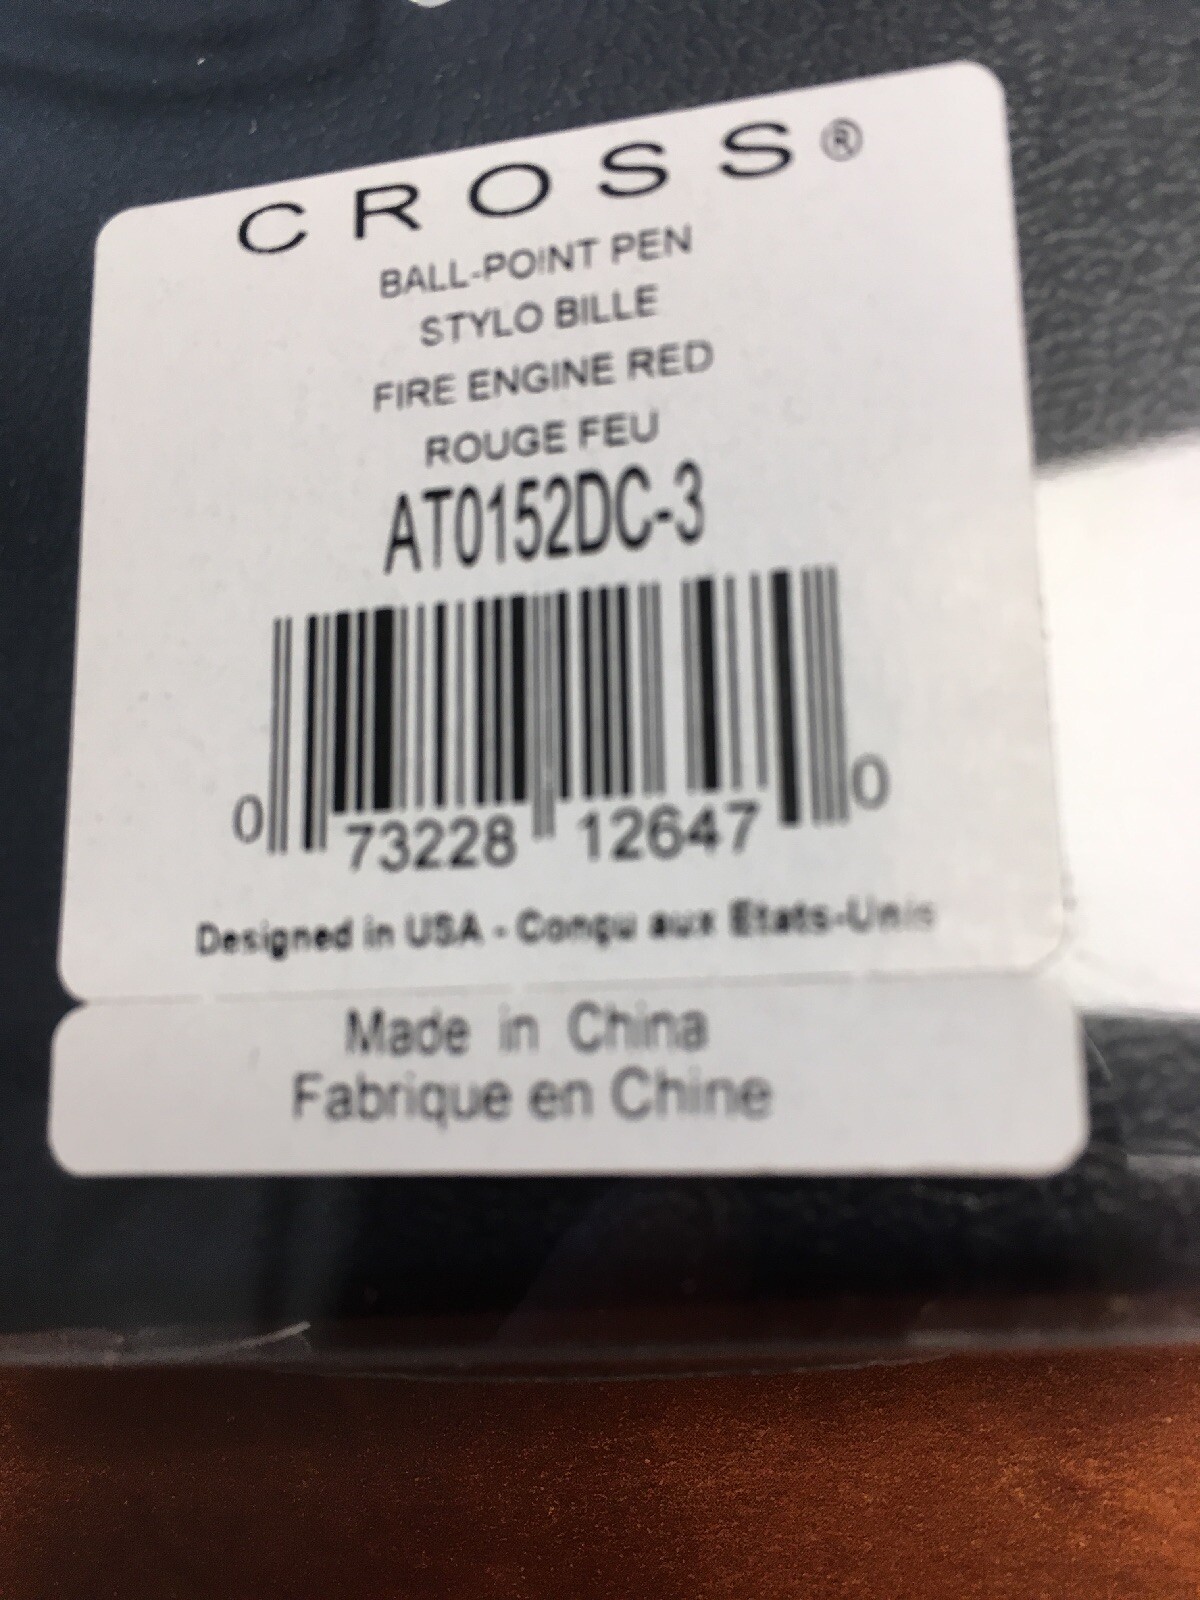 CROSS®
BALL-POINT PEN
STYLO BILLE
FIRE ENGINE RED
ROUGE FEU
AT0152DC-3
0 73228 12647 0
Designed in USA - Conçu aux Etats-Unis
Made in China
Fabrique en Chine